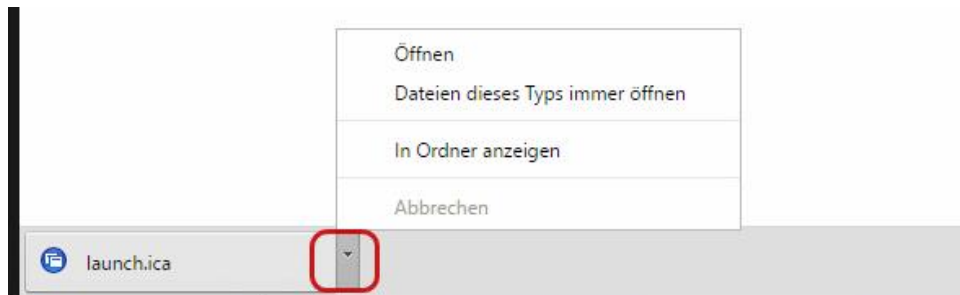 Öffnen
Dateien dieses Typs immer öffnen
In Ordner anzeigen
Abbrechen
launch.ica